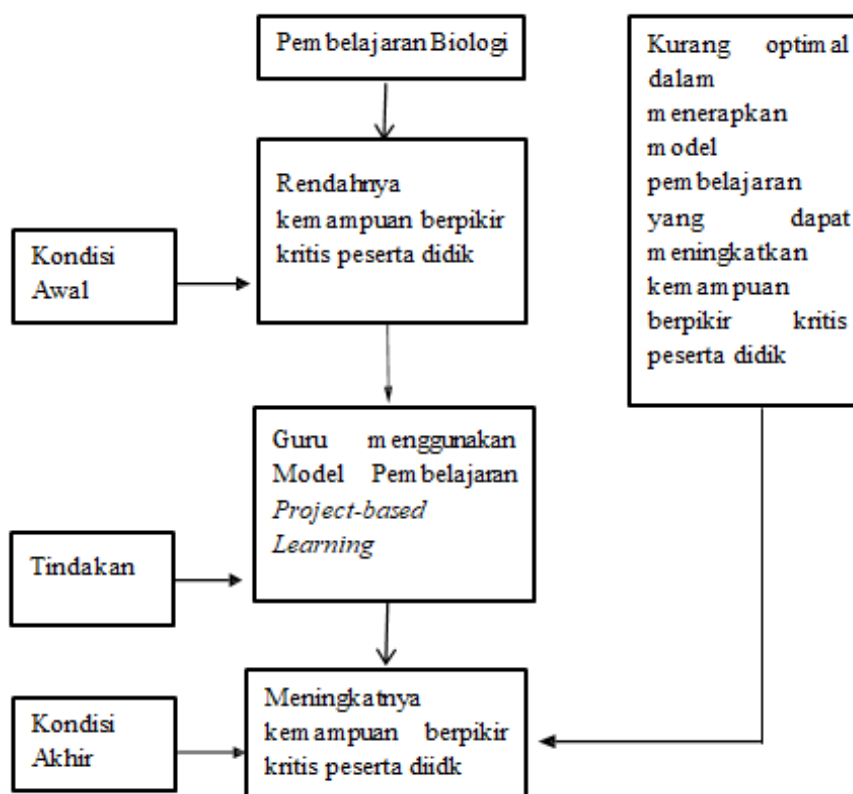 Pembelajaran Biologi
Kurang optimal
dalam
menerapkan
model
pembelajaran
yang dapat
meningkatkan
kemampuan
berpikir kritis
peserta didik
Rendahnya
kemampuan berpikir
kritis peserta didik
Kondisi
Awal
Guru menggunakan
Model Pembelajaran
Project-based
Learning
Tindakan
Meningkatnya
kemampuan berpikir
kritis peserta diidk
Kondisi
Akhir